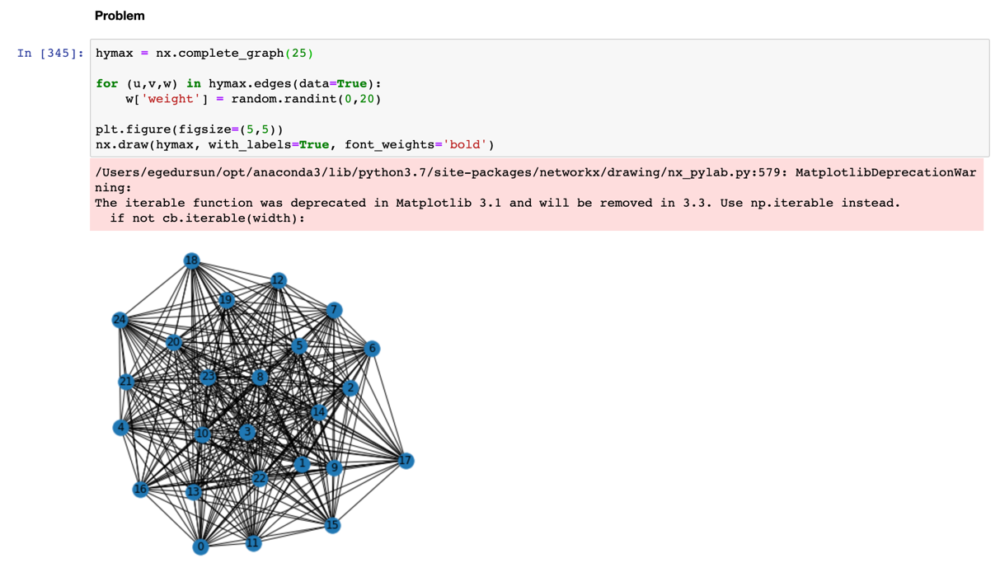 Problem
In [345]: hymax = nx.complete_graph(25)
for (u,v,w) in hymax.edges(data=True):
    w['weight'] = random.randint(0,20)
plt.figure(figsize=(5,5))
nx.draw(hymax, with_labels=True, font_weights='bold')
/Users/egedursun/opt/anaconda3/lib/python3.7/site-packages/networkx/drawing/nx_pylab.py:579: MatplotlibDeprecationWar
ning:
The iterable function was deprecated in Matplotlib 3.1 and will be removed in 3.3. Use np.iterable instead.
  if not cb.iterable(width):
18
12
19
7
24
20
5
6
21
23
8
2
14
4
10
3
17
1
9
22
16
13
15
11
0